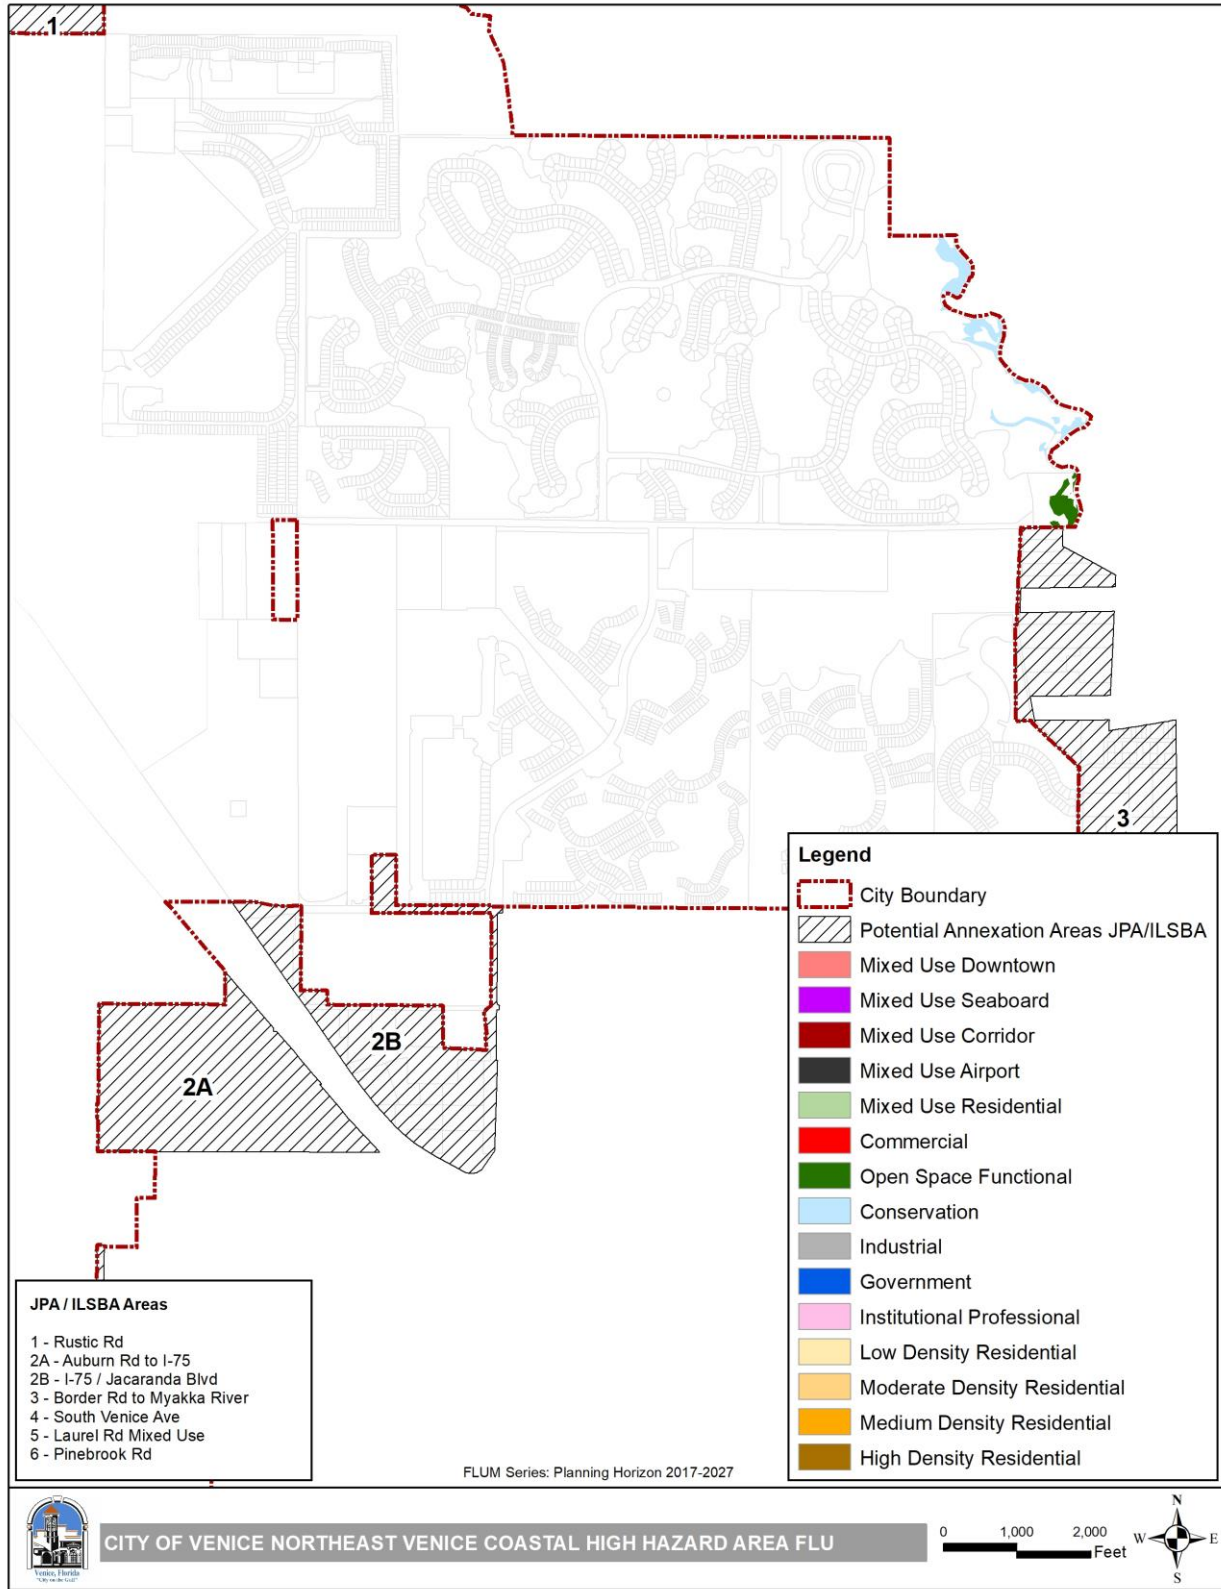 1
3
2B
2A
Legend
City Boundary
Potential Annexation Areas JPA/ILSBA
Mixed Use Downtown
Mixed Use Seaboard
Mixed Use Corridor
Mixed Use Airport
Mixed Use Residential
Commercial
Open Space Functional
Conservation
Industrial
Government
Institutional Professional
Low Density Residential
Moderate Density Residential
Medium Density Residential
High Density Residential
JPA / ILSBA Areas
1 - Rustic Rd
2A - Auburn Rd to I-75
2B - I-75 / Jacaranda Blvd
3 - Border Rd to Myakka River
4 - South Venice Ave
5 - Laurel Rd Mixed Use
6 - Pinebrook Rd
FLUM Series: Planning Horizon 2017-2027
Venice, Florida
"City on the Gulf"
CITY OF VENICE NORTHEAST VENICE COASTAL HIGH HAZARD AREA FLU
0 1,000 2,000
Feet
N
W E
S